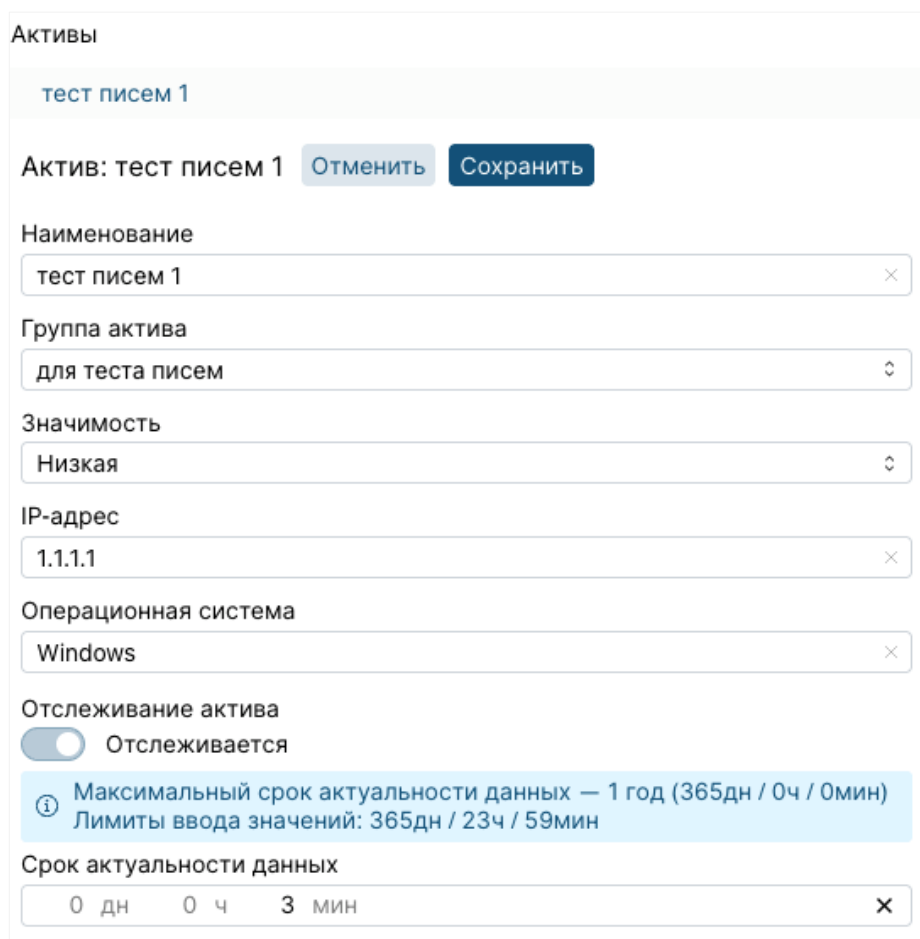 Активы
тест писем 1
Актив: тест писем 1 Отменить Сохранить
Наименование
тест писем 1
Группа актива
для теста писем
Значимость
Низкая
IP-адрес
1.1.1.1
Операционная система
Windows
Отслеживание актива
Отслеживается
Максимальный срок актуальности данных — 1 год (365дн / 0ч / 0мин)
Лимиты ввода значений: 365дн / 23ч / 59мин
Срок актуальности данных
0 дн 0 ч 3 мин